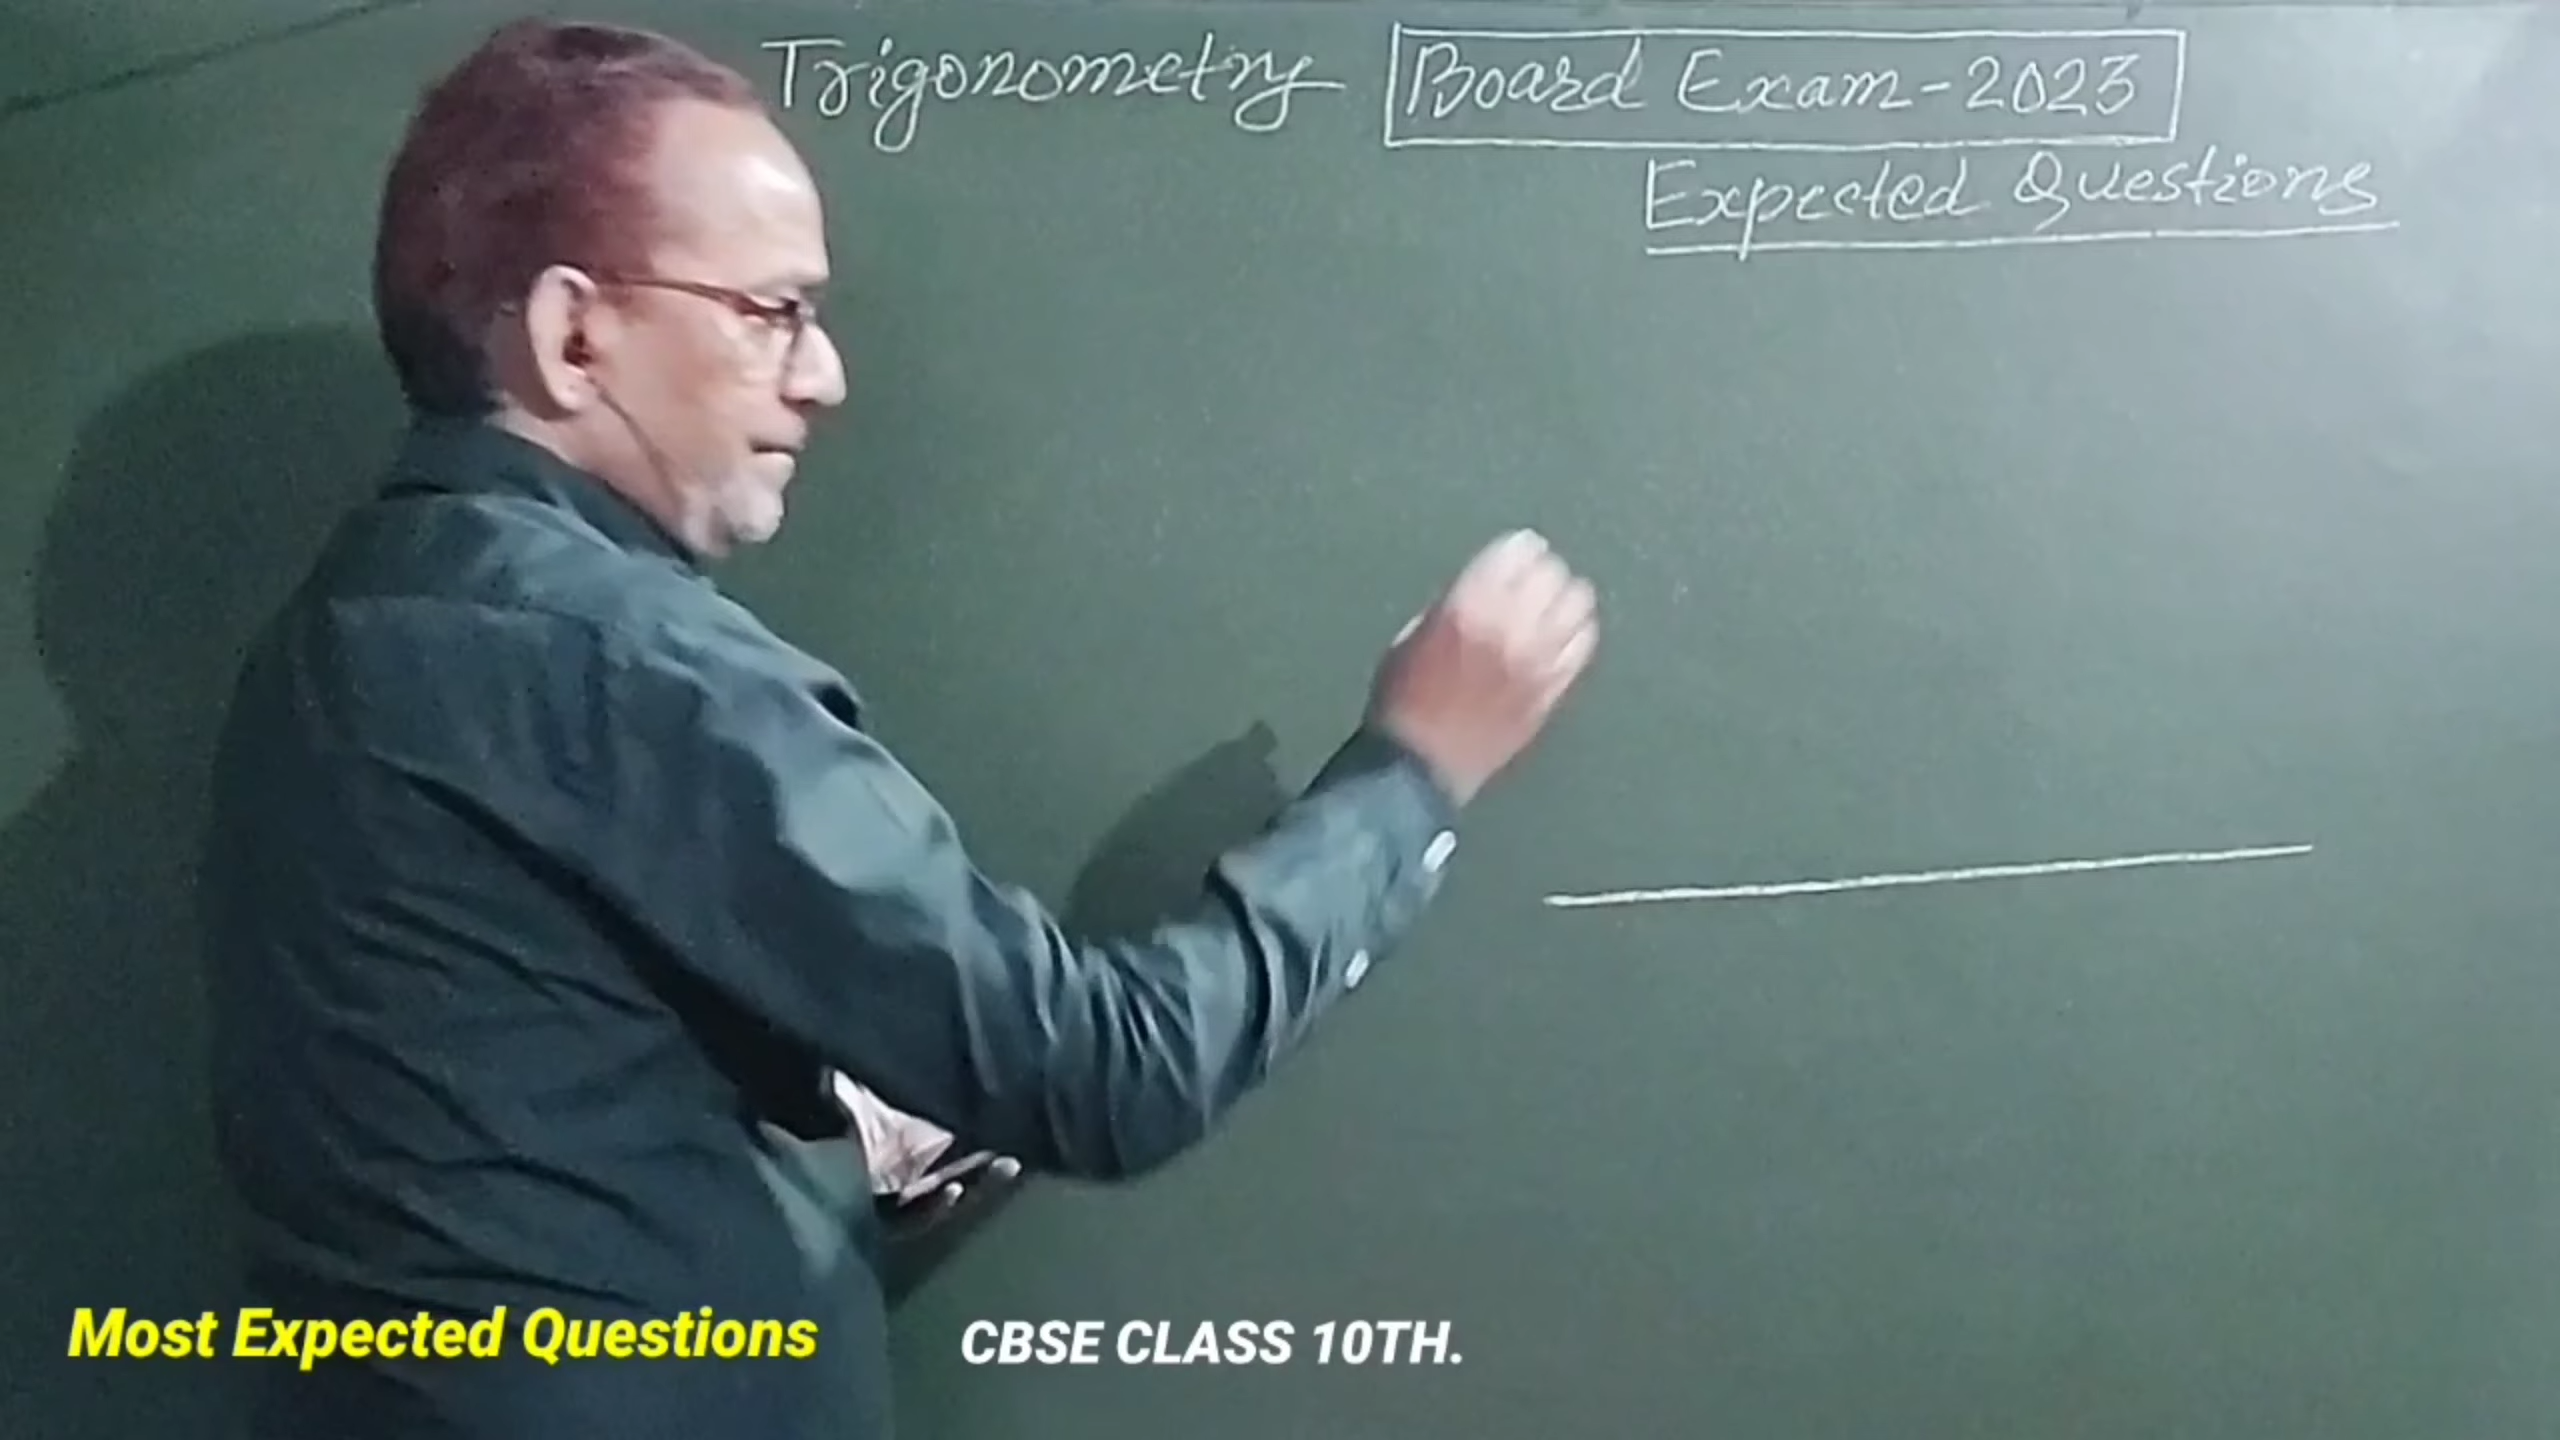 Trigonometry Board Exam-2023
Expected Questions
Most Expected Questions CBSE CLASS 10TH.